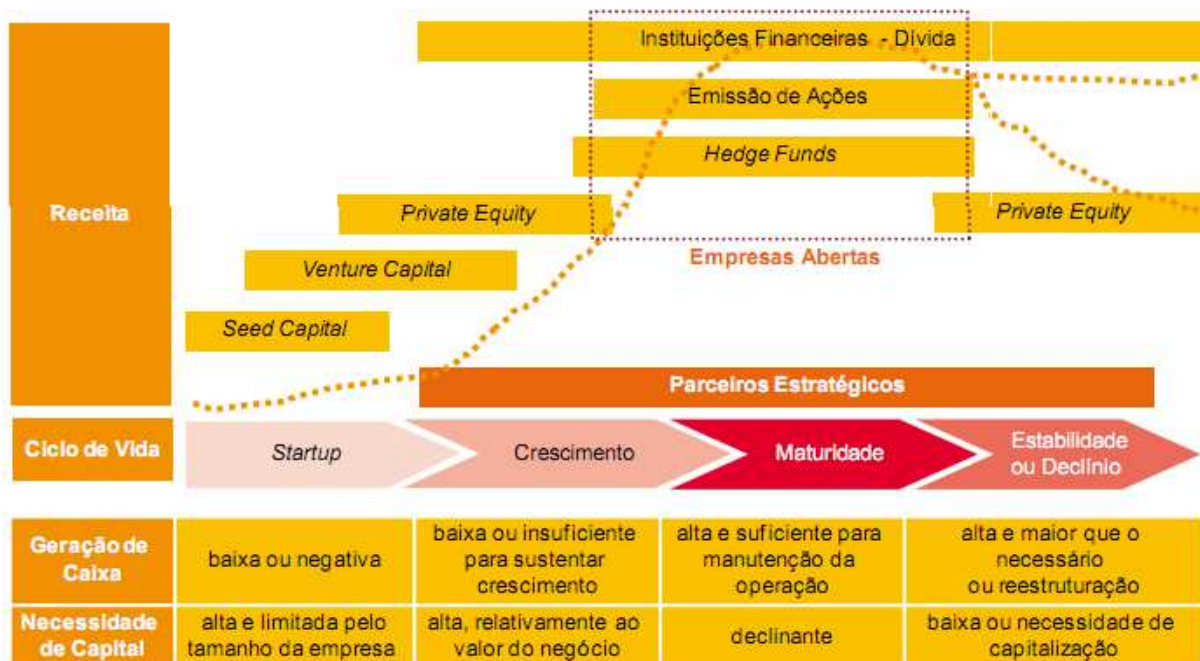 Instituições Financeiras - Dívida
Emissão de Ações
Hedge Funds
Receita
Private Equity
Private Equity
Empresas Abertas
Venture Capital
Seed Capital
Parceiros Estratégicos
Ciclo de Vida
Startup
Crescimento
Maturidade
Estabilidade
ou Declínio
Geração de
Caixa
baixa ou negativa
baixa ou insuficiente
para sustentar
crescimento
alta e suficiente para
manutenção da
operação
alta e maior que o
necessário
ou reestruturação
Necessidade
de Capital
alta e limitada pelo
tamanho da empresa
alta, relativamente ao
valor do negócio
declinante
baixa ou necessidade de
capitalização